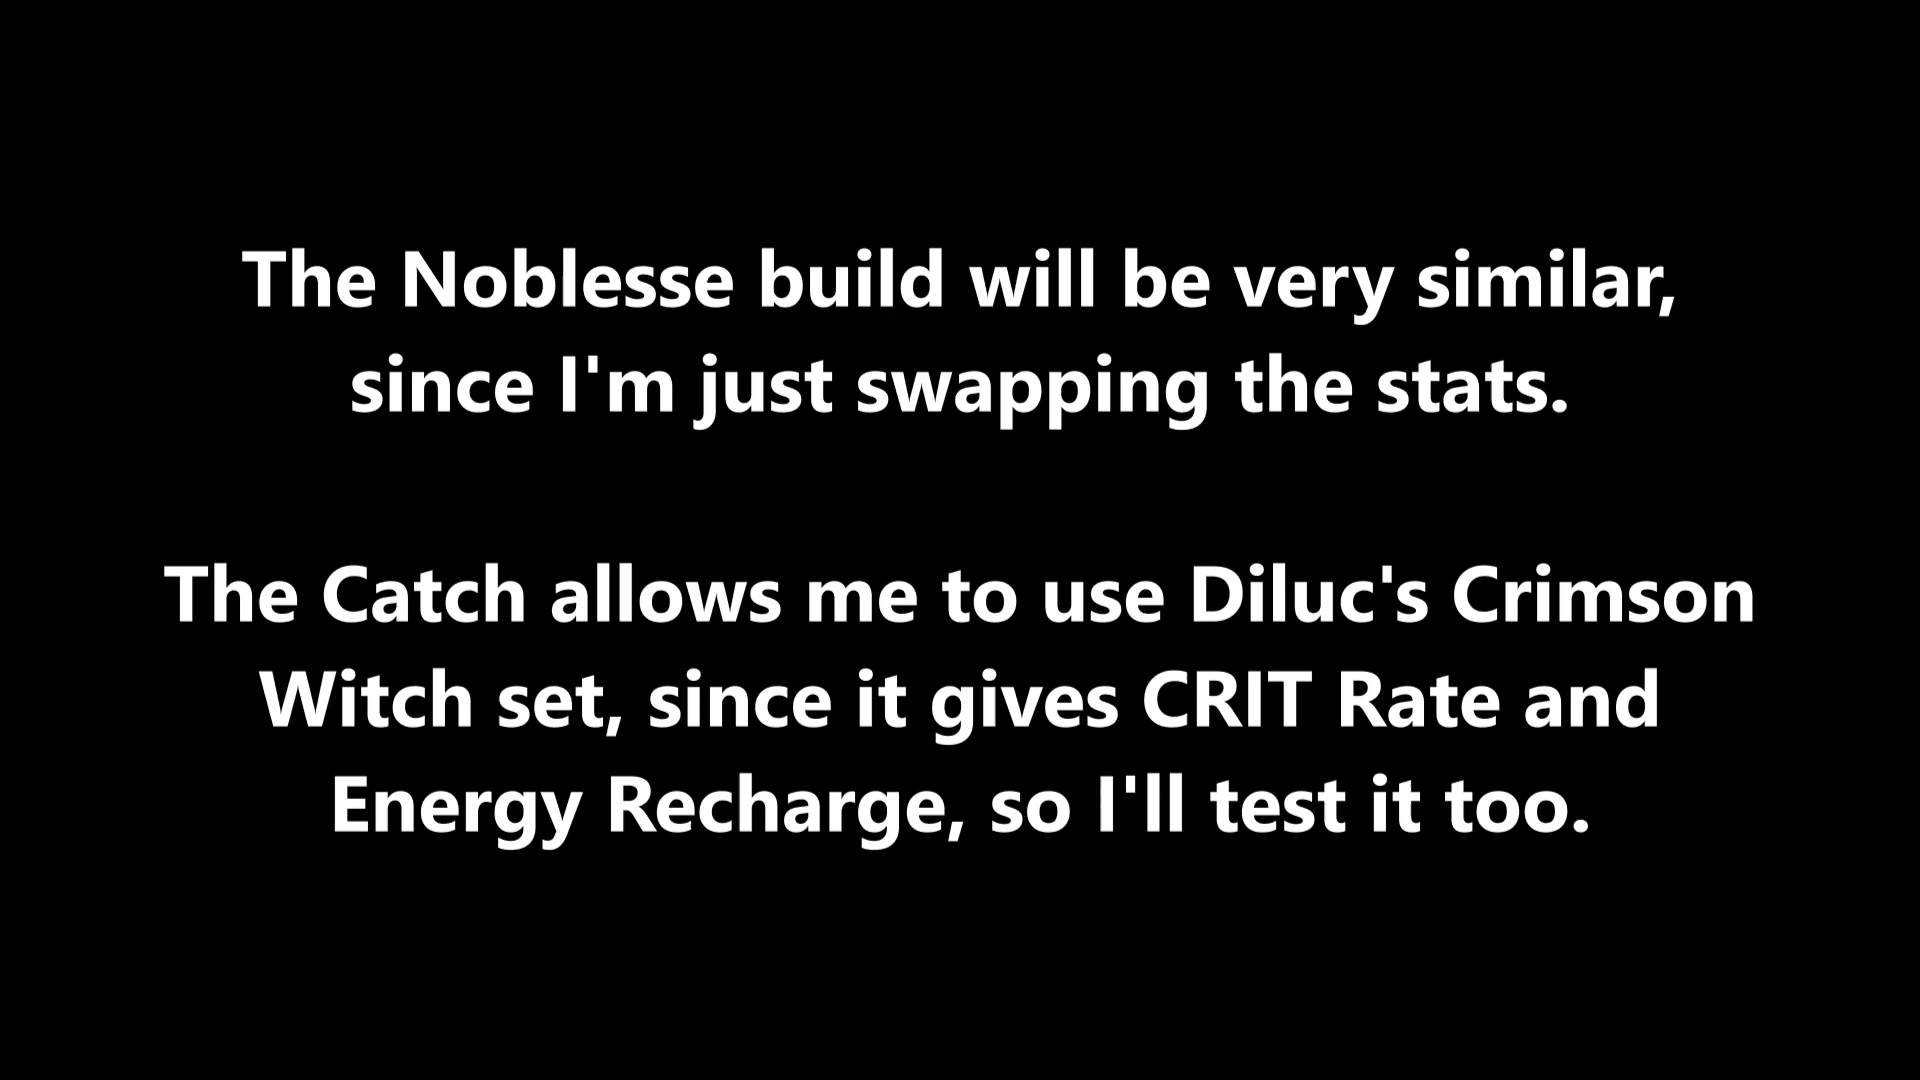 The Noblesse build will be very similar,
since I'm just swapping the stats.
The Catch allows me to use Diluc's Crimson
Witch set, since it gives CRIT Rate and
Energy Recharge, so I'll test it too.